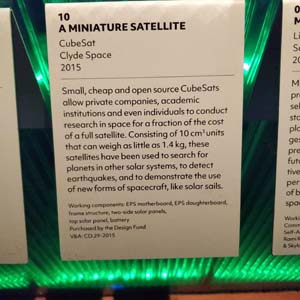 10
A MINIATURE SATELLITE
CubeSat
Clyde Space
2015
Small, cheap and open source CubeSats
allow private companies, academic
institutions and even individuals to conduct
research in space for a fraction of the cost
of a full satellite. Consisting of 10 cm³ units
that can weigh as little as 1.4 kg, these
satellites have been used to search for
planets in other solar systems, to detect
earthquakes, and to demonstrate the use
of new forms of spacecraft, like solar sails.
Working components: EPS motherboard, EPS daughterboard,
frame structure, two-side solar panels,
top solar panel, battery
Purchased by the Design Fund
V&A: CD.29-2015